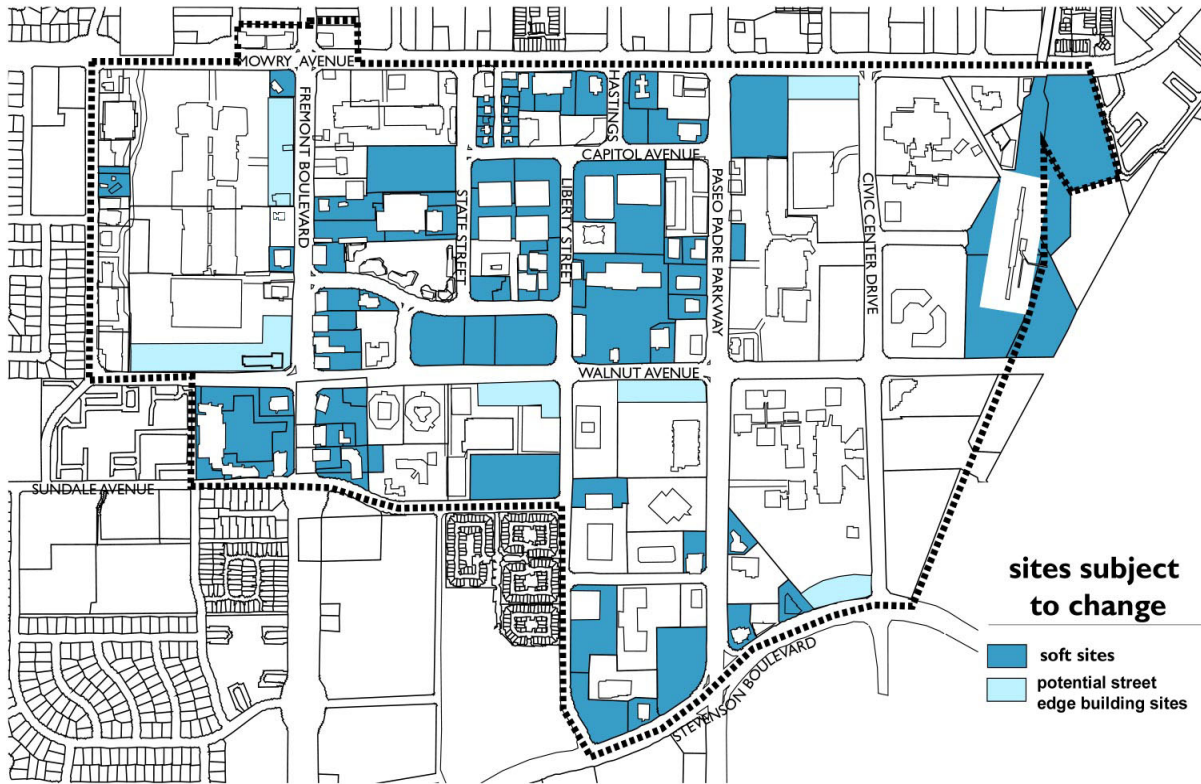 MOWRY AVENUE
FREMONT BOULEVARD
HASTINGS
CAPITOL AVENUE
STATE STREET
LIBERTY STREET
PASEO PADRE PARKWAY
CIVIC CENTER DRIVE
WALNUT AVENUE
SUNDALE AVENUE
STEVENSON BOULEVARD
sites subject
to change
soft sites
potential street
edge building sites